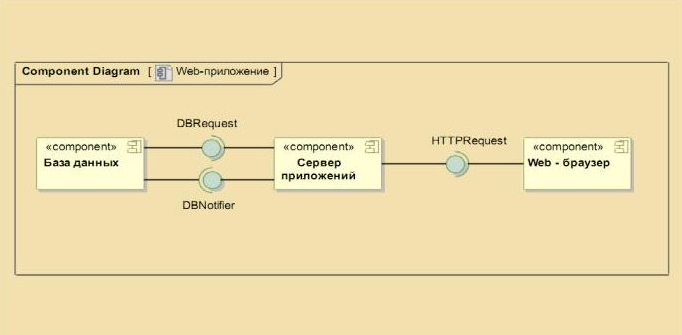 Component Diagram [ Web-приложение ]
DBRequest
«component»
База данных
«component»
Сервер
приложений
HTTPRequest
«component»
Web - браузер
DBNotifier